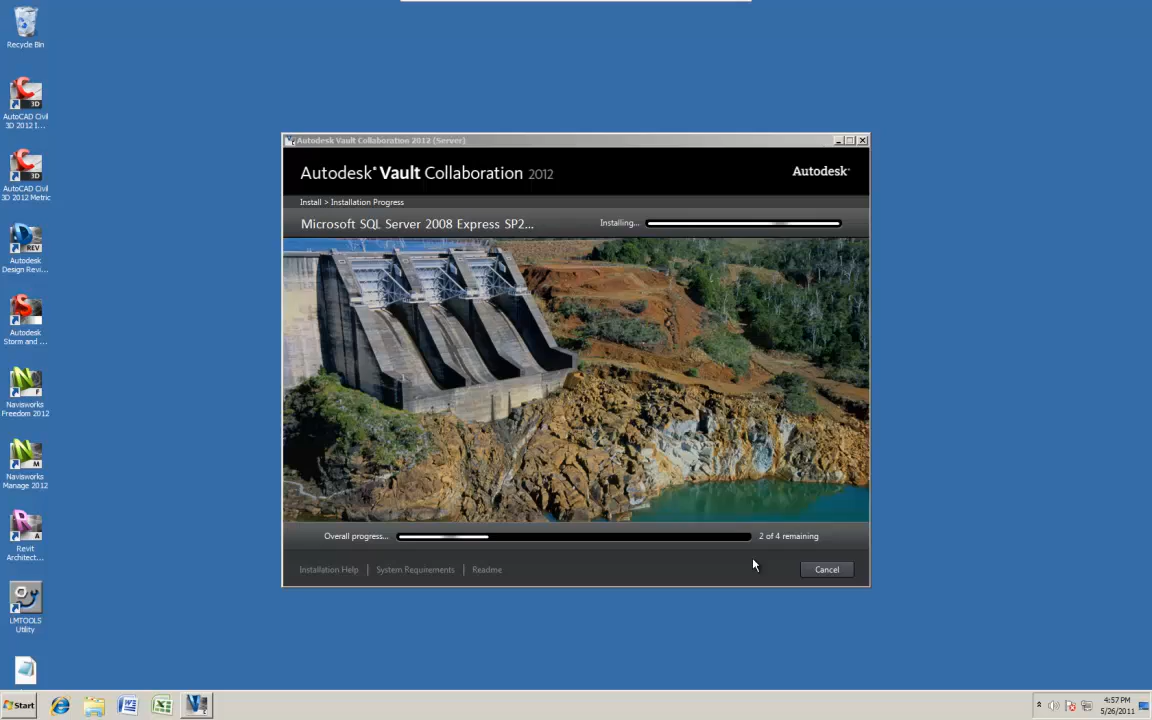 Recycle Bin
AutoCAD Civil
3D 2012 I...
AutoCAD Civil
3D 2012 Metric
Autodesk
Design Revi...
Autodesk
Storm and ...
Navisworks
Freedom 2012
Navisworks
Manage 2012
Revit
Architect...
LMTOOLS
Utility
3D
3D
REV
F
M
A
Autodesk Vault Collaboration 2012 (Server)
Autodesk® Vault Collaboration 2012
Autodesk®
Install > Installation Progress
Microsoft SQL Server 2008 Express SP2...
Installing...
Overall progress...
2 of 4 remaining
Installation Help | System Requirements | Readme
Cancel
Start
4:57 PM
5/26/2011